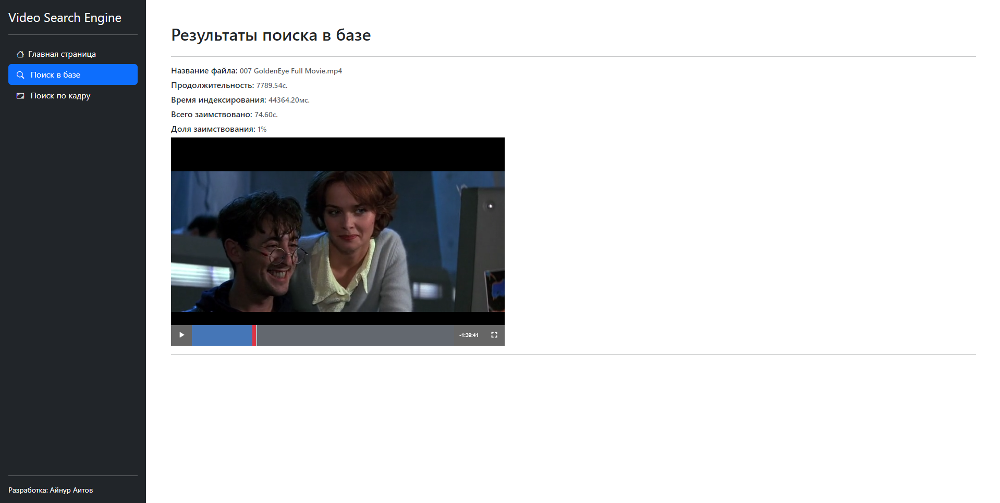 Video Search Engine
Главная страница
Поиск в базе
Поиск по кадру
Разработка: Айнур Аитов
Результаты поиска в базе
Название файла: 007 GoldenEye Full Movie.mp4
Продолжительность: 7789.54с.
Время индексирования: 44364.20мс.
Всего заимствовано: 74.60с.
Доля заимствования: 1%
-1:39:41